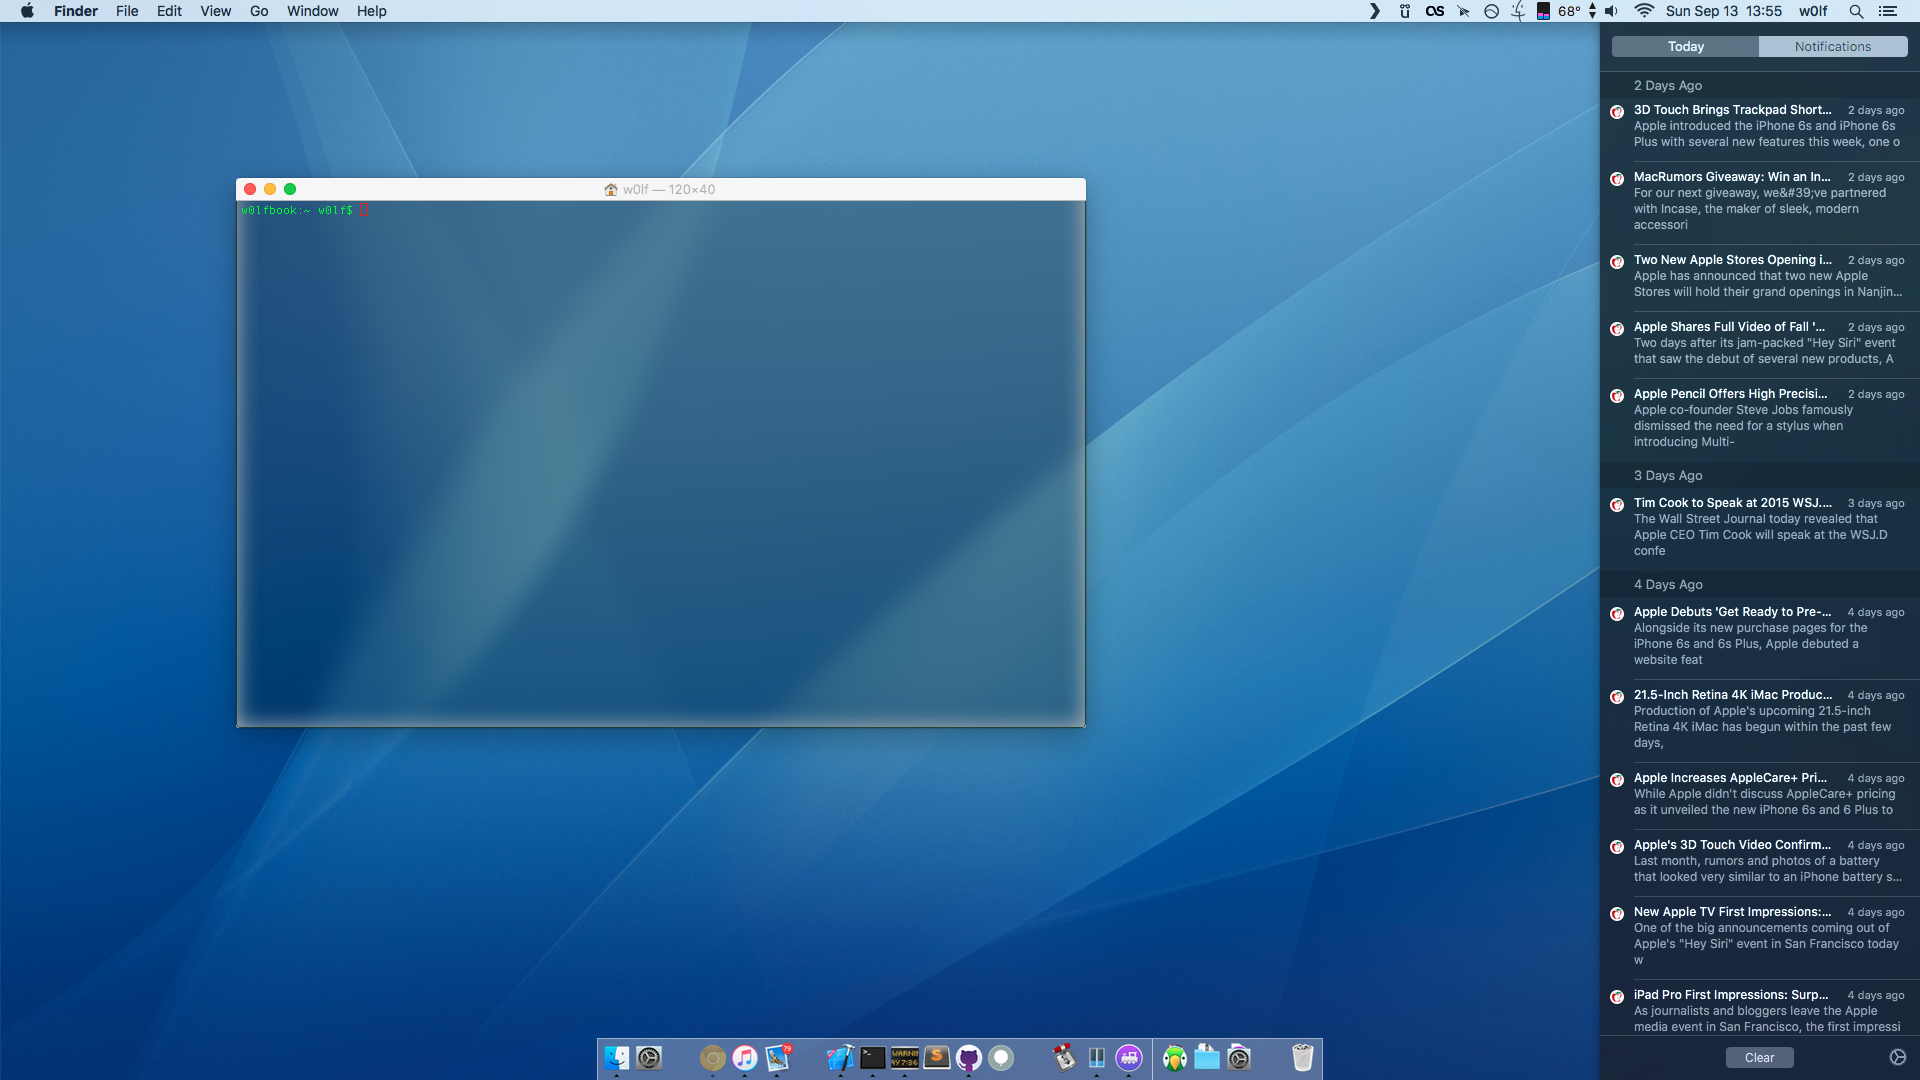 Finder File Edit View Go Window Help
ü OS 68° Sun Sep 13 13:55 w0lf
Today Notifications
w0lf — 120×40
w0lfbook:~ w0lf$
2 Days Ago
3D Touch Brings Trackpad Short... 2 days ago
Apple introduced the iPhone 6s and iPhone 6s
Plus with several new features this week, one o
MacRumors Giveaway: Win an In... 2 days ago
For our next giveaway, we&#39;ve partnered
with Incase, the maker of sleek, modern
accessori
Two New Apple Stores Opening i... 2 days ago
Apple has announced that two new Apple
Stores will hold their grand openings in Nanjin...
Apple Shares Full Video of Fall '... 2 days ago
Two days after its jam-packed "Hey Siri" event
that saw the debut of several new products, A
Apple Pencil Offers High Precisi... 2 days ago
Apple co-founder Steve Jobs famously
dismissed the need for a stylus when
introducing Multi-
3 Days Ago
Tim Cook to Speak at 2015 WSJ.... 3 days ago
The Wall Street Journal today revealed that
Apple CEO Tim Cook will speak at the WSJ.D
confe
4 Days Ago
Apple Debuts 'Get Ready to Pre-... 4 days ago
Alongside its new purchase pages for the
iPhone 6s and 6s Plus, Apple debuted a
website feat
21.5-Inch Retina 4K iMac Produc... 4 days ago
Production of Apple's upcoming 21.5-inch
Retina 4K iMac has begun within the past few
days,
Apple Increases AppleCare+ Pri... 4 days ago
While Apple didn't discuss AppleCare+ pricing
as it unveiled the new iPhone 6s and 6 Plus to
Apple's 3D Touch Video Confirm... 4 days ago
Last month, rumors and photos of a battery
that looked very similar to an iPhone battery s...
New Apple TV First Impressions:... 4 days ago
One of the big announcements coming out of
Apple's "Hey Siri" event in San Francisco today
w
iPad Pro First Impressions: Surp... 4 days ago
As journalists and bloggers leave the Apple
media event in San Francisco, the first impressi
Clear
79
S